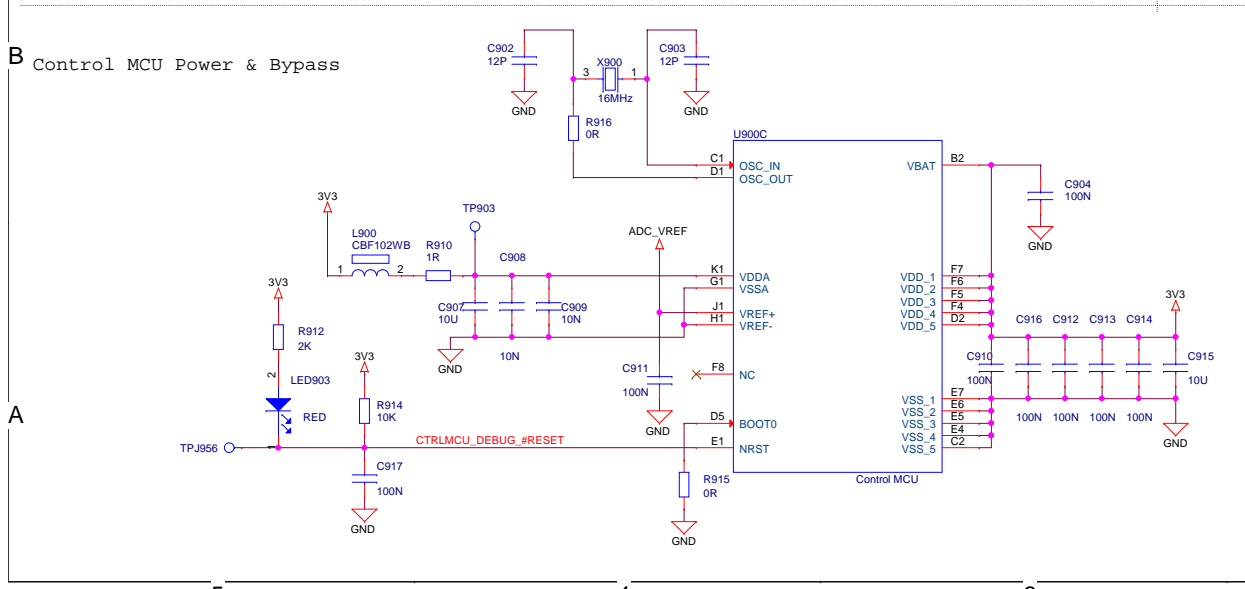 B
Control MCU Power & Bypass
C902
12P
GND
3
X900
1
16MHz
C903
12P
GND
R916
0R
U900C
C1
OSC_IN
D1
OSC_OUT
VBAT
B2
C904
100N
GND
3V3
L900
CBF102WB
1
2
R910
1R
TP903
C908
C907
10U
C909
10N
10N
GND
ADC_VREF
K1
VDDA
G1
VSSA
J1
VREF+
H1
VREF-
C911
100N
GND
F8
NC
D5
BOOT0
E1
NRST
R915
0R
GND
VDD_1
F7
VDD_2
F6
VDD_3
F5
VDD_4
F4
VDD_5
D2
3V3
C916
C912
C913
C914
C910
100N
C915
10U
100N
100N
100N
100N
GND
VSS_1
E7
VSS_2
E6
VSS_3
E5
VSS_4
E4
VSS_5
C2
Control MCU
3V3
R912
2K
2
LED903
RED
1
3V3
R914
10K
A
TPJ956
CTRLMCU_DEBUG_#RESET
C917
100N
GND